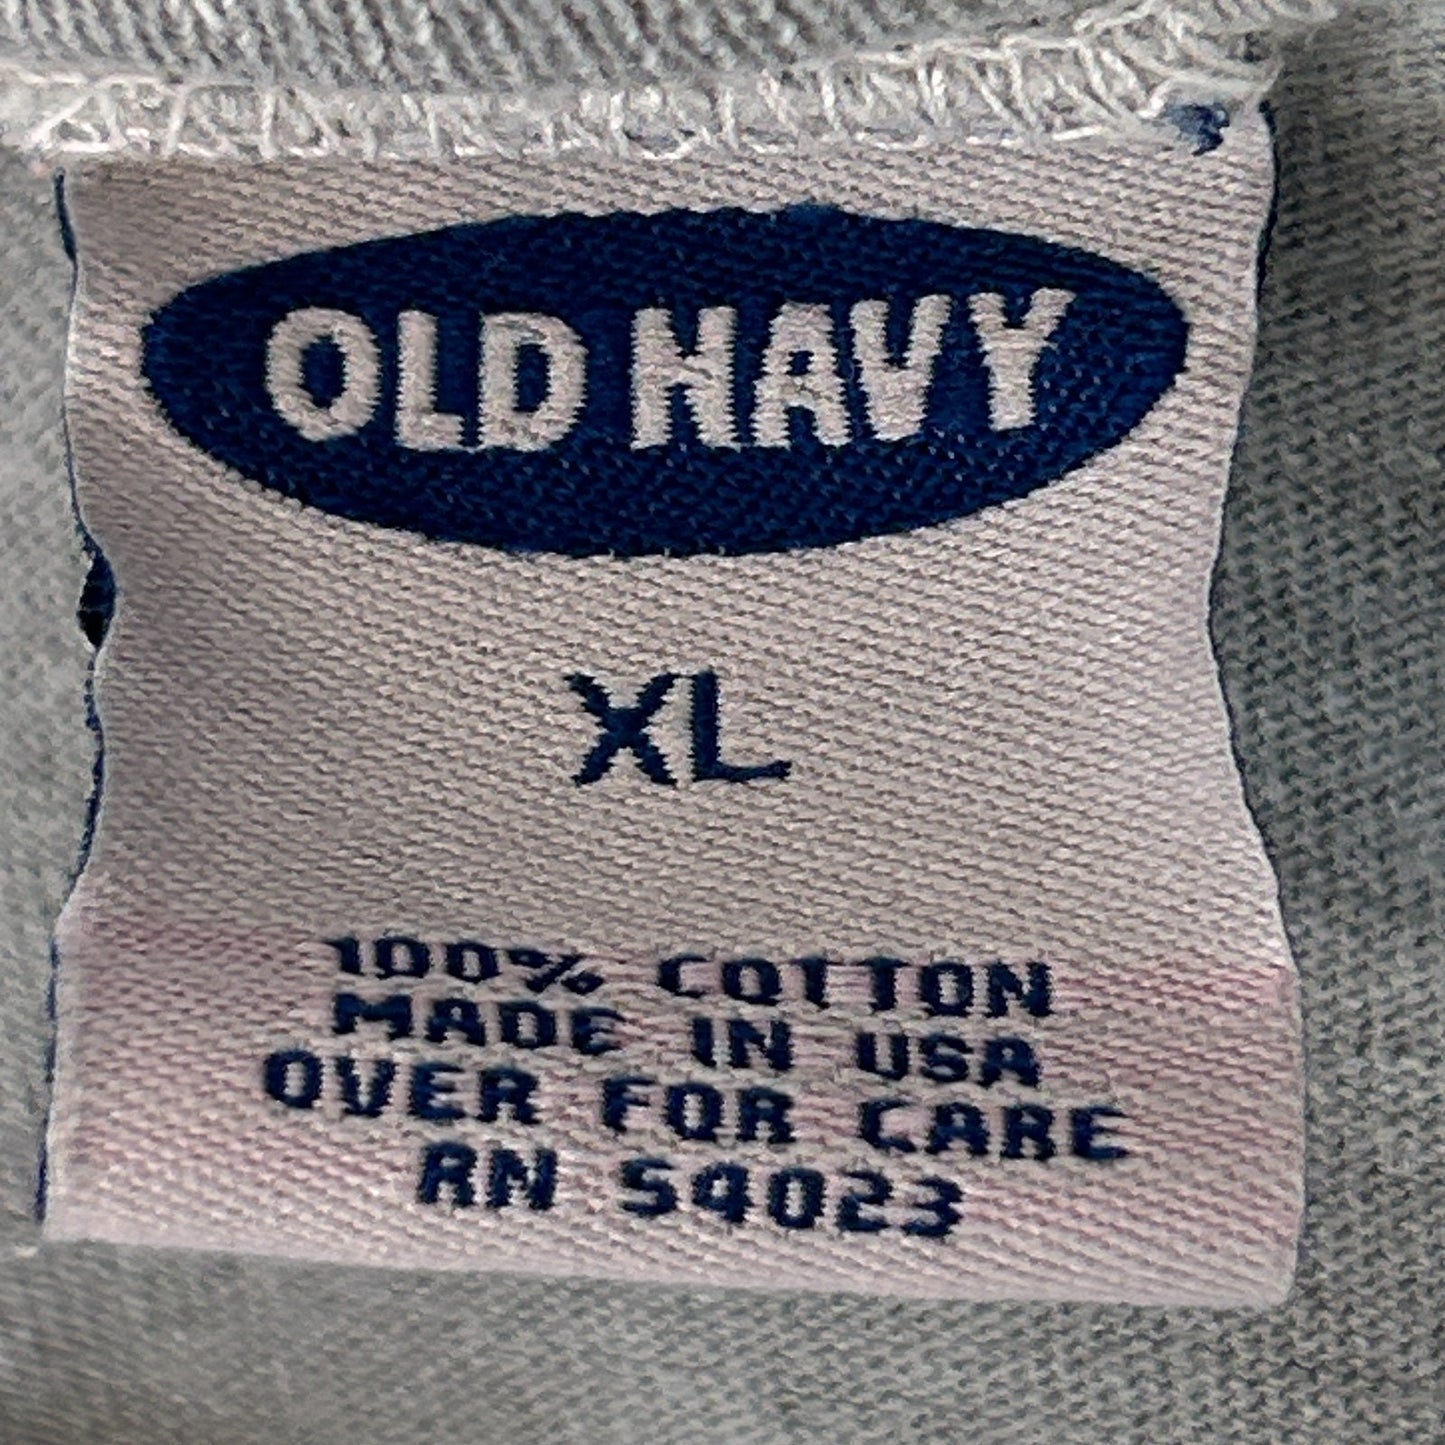 OLD NAVY
XL
100% COTTON
MADE IN USA
OVER FOR CARE
RN 54023